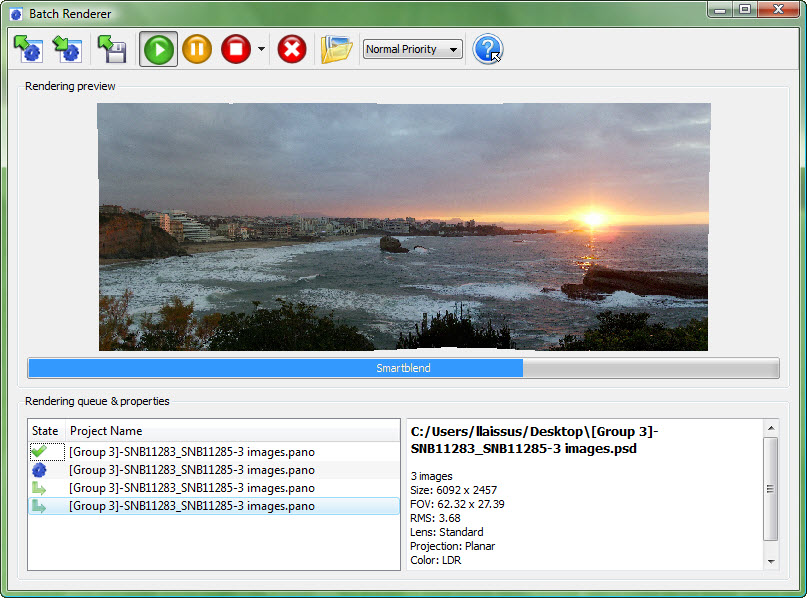 Batch Renderer
Normal Priority
Rendering preview
Smartblend
Rendering queue & properties
State Project Name
[Group 3]-SNB11283_SNB11285-3 images.pano
[Group 3]-SNB11283_SNB11285-3 images.pano
[Group 3]-SNB11283_SNB11285-3 images.pano
[Group 3]-SNB11283_SNB11285-3 images.pano
C:/Users/llaissus/Desktop\[Group 3]-
SNB11283_SNB11285-3 images.psd
3 images
Size: 6092 x 2457
FOV: 62.32 x 27.39
RMS: 3.68
Lens: Standard
Projection: Planar
Color: LDR